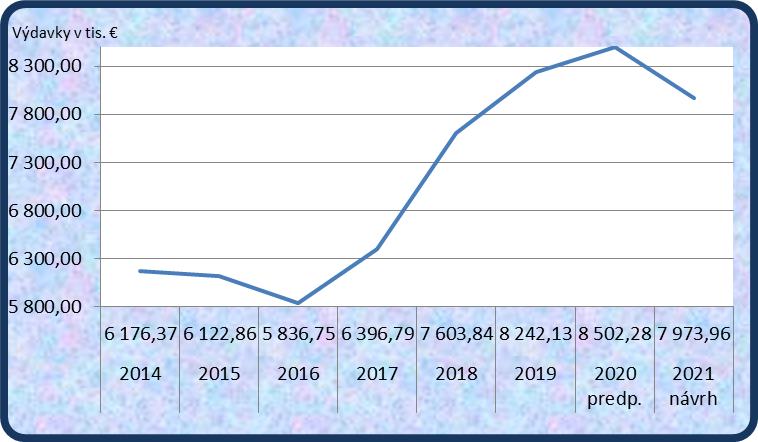 Výdavky v tis. €
8 300,00
7 800,00
7 300,00
6 800,00
6 300,00
5 800,00
6 176,37 6 122,86 5 836,75 6 396,79 7 603,84 8 242,13 8 502,28 7 973,96
2014 2015 2016 2017 2018 2019 2020 2021
predp. návrh